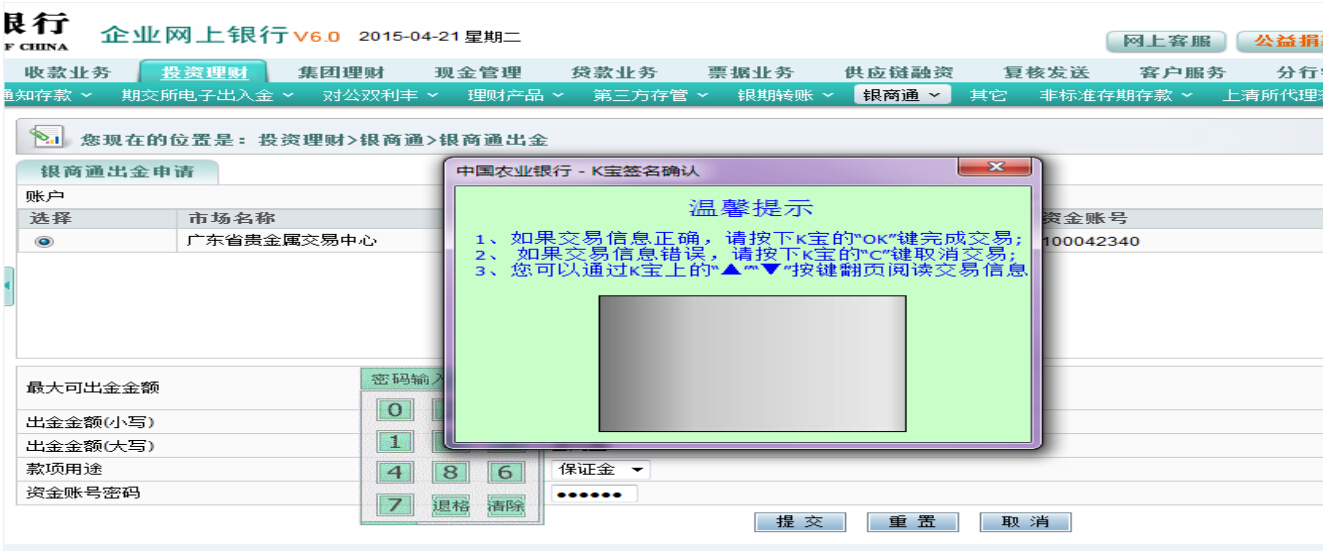 银行
F CHINA
企业网上银行V6.0 2015-04-21 星期二
网上客服 公益捐
收款业务 投资理财 集团理财 现金管理 贷款业务 票据业务 供应链融资 复核发送 客户服务 分行
通知存款 期交所电子出入金 对公双利丰 理财产品 第三方存管 银期转账 银商通 其它 非标准存期存款 上清所代理
您现在的位置是：投资理财>银商通>银商通出金
银商通出金申请
账户
选择 市场名称 资金账号
广东省贵金属交易中心 100042340
中国农业银行 - K宝签名确认
温馨提示
1、如果交易信息正确，请按下K宝的"OK"键完成交易;
2、 如果交易信息错误，请按下K宝的"C"键取消交易;
3、您可以通过K宝上的"▲""▼"按键翻页阅读交易信息
最大可出金金额
出金金额(小写)
出金金额(大写)
款项用途 保证金
资金账号密码 ●●●●●●
密码输入
0
1
4 8 6
7 退格 清除
提 交 重 置 取 消